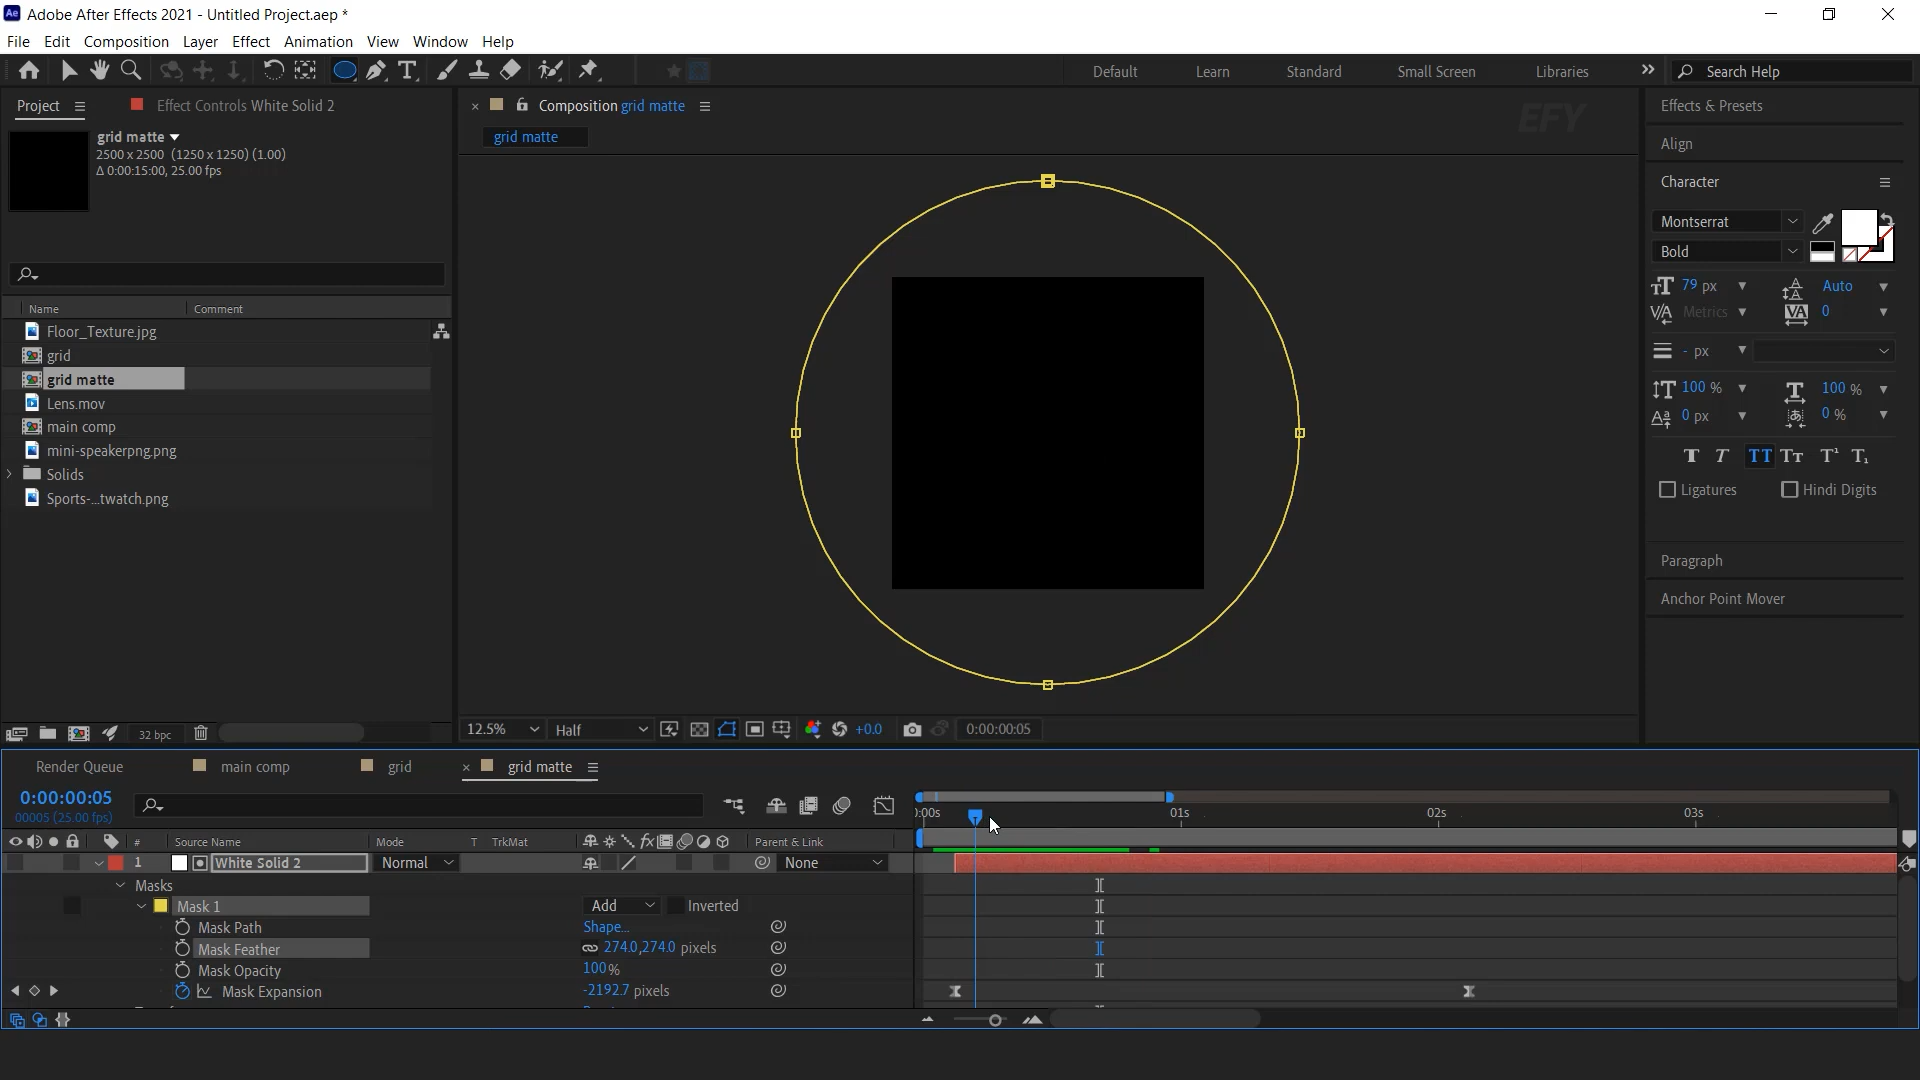 Ae Adobe After Effects 2021 - Untitled Project.aep *
File Edit Composition Layer Effect Animation View Window Help
Default Learn Standard Small Screen Libraries Search Help
Project Effect Controls White Solid 2
Composition grid matte
EFY
grid matte
grid matte
2500 x 2500 (1250 x 1250) (1.00)
Δ 0:00:15:00, 25.00 fps
Name Comment
Floor_Texture.jpg
grid
grid matte
Lens.mov
main comp
mini-speakerpng.png
Solids
Sports-...twatch.png
32 bpc
12.5% Half +0.0 0:00:00:05
Effects & Presets
Align
Character
Montserrat
Bold
79 px Auto
Metrics 0
- px
100 % 100 %
0 px 0 %
Ligatures Hindi Digits
Paragraph
Anchor Point Mover
Render Queue main comp grid grid matte
0:00:00:05
00005 (25.00 fps)
):00s 01s 02s 03s
# Source Name Mode T TrkMat Parent & Link
1 White Solid 2 Normal None
Masks
Mask 1 Add Inverted
Mask Path Shape...
Mask Feather 274.0,274.0 pixels
Mask Opacity 100%
Mask Expansion -2192.7 pixels